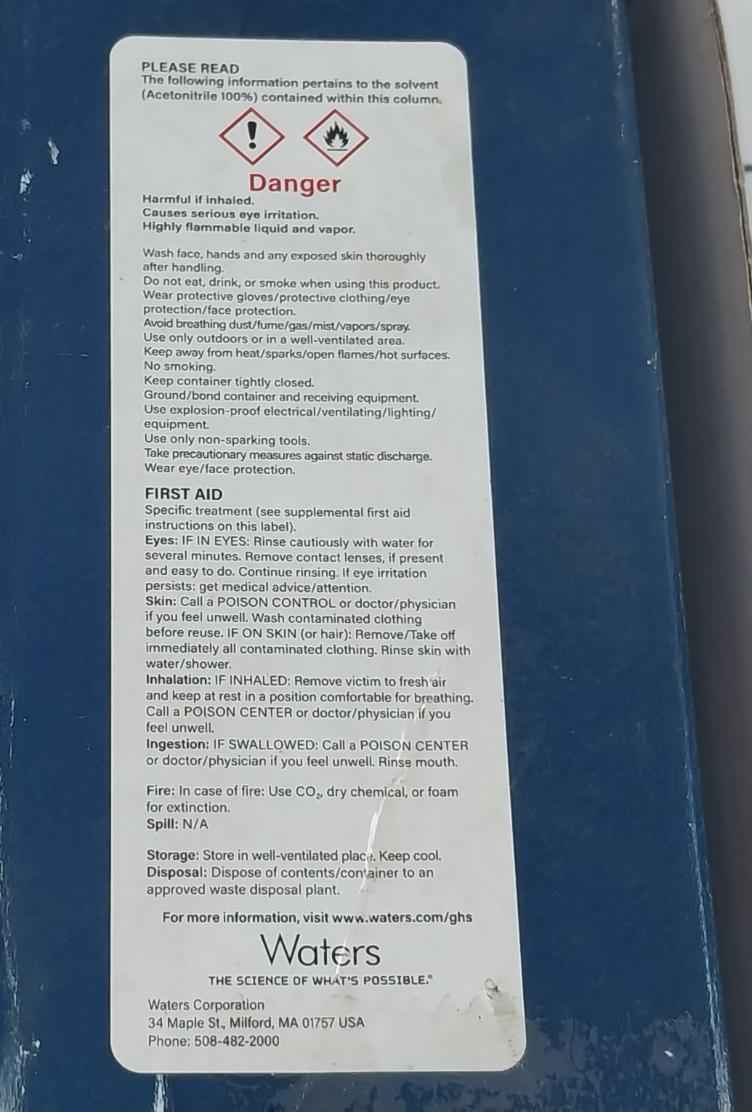 PLEASE READ
The following information pertains to the solvent
(Acetonitrile 100%) contained within this column.
Danger
Harmful if inhaled.
Causes serious eye irritation.
Highly flammable liquid and vapor.
Wash face, hands and any exposed skin thoroughly
after handling.
Do not eat, drink, or smoke when using this product.
Wear protective gloves/protective clothing/eye
protection/face protection.
Avoid breathing dust/fume/gas/mist/vapors/spray.
Use only outdoors or in a well-ventilated area.
Keep away from heat/sparks/open flames/hot surfaces.
No smoking.
Keep container tightly closed.
Ground/bond container and receiving equipment.
Use explosion-proof electrical/ventilating/lighting/
equipment.
Use only non-sparking tools.
Take precautionary measures against static discharge.
Wear eye/face protection.
FIRST AID
Specific treatment (see supplemental first aid
instructions on this label).
Eyes: IF IN EYES: Rinse cautiously with water for
several minutes. Remove contact lenses, if present
and easy to do. Continue rinsing. If eye irritation
persists: get medical advice/attention.
Skin: Call a POISON CONTROL or doctor/physician
if you feel unwell. Wash contaminated clothing
before reuse. IF ON SKIN (or hair): Remove/Take off
immediately all contaminated clothing. Rinse skin with
water/shower.
Inhalation: IF INHALED: Remove victim to fresh air
and keep at rest in a position comfortable for breathing.
Call a POISON CENTER or doctor/physician if you
feel unwell.
Ingestion: IF SWALLOWED: Call a POISON CENTER
or doctor/physician if you feel unwell. Rinse mouth.
Fire: In case of fire: Use CO₂, dry chemical, or foam
for extinction.
Spill: N/A
Storage: Store in well-ventilated place. Keep cool.
Disposal: Dispose of contents/container to an
approved waste disposal plant.
For more information, visit www.waters.com/ghs
Waters
THE SCIENCE OF WHAT'S POSSIBLE.®
Waters Corporation
34 Maple St., Milford, MA 01757 USA
Phone: 508-482-2000